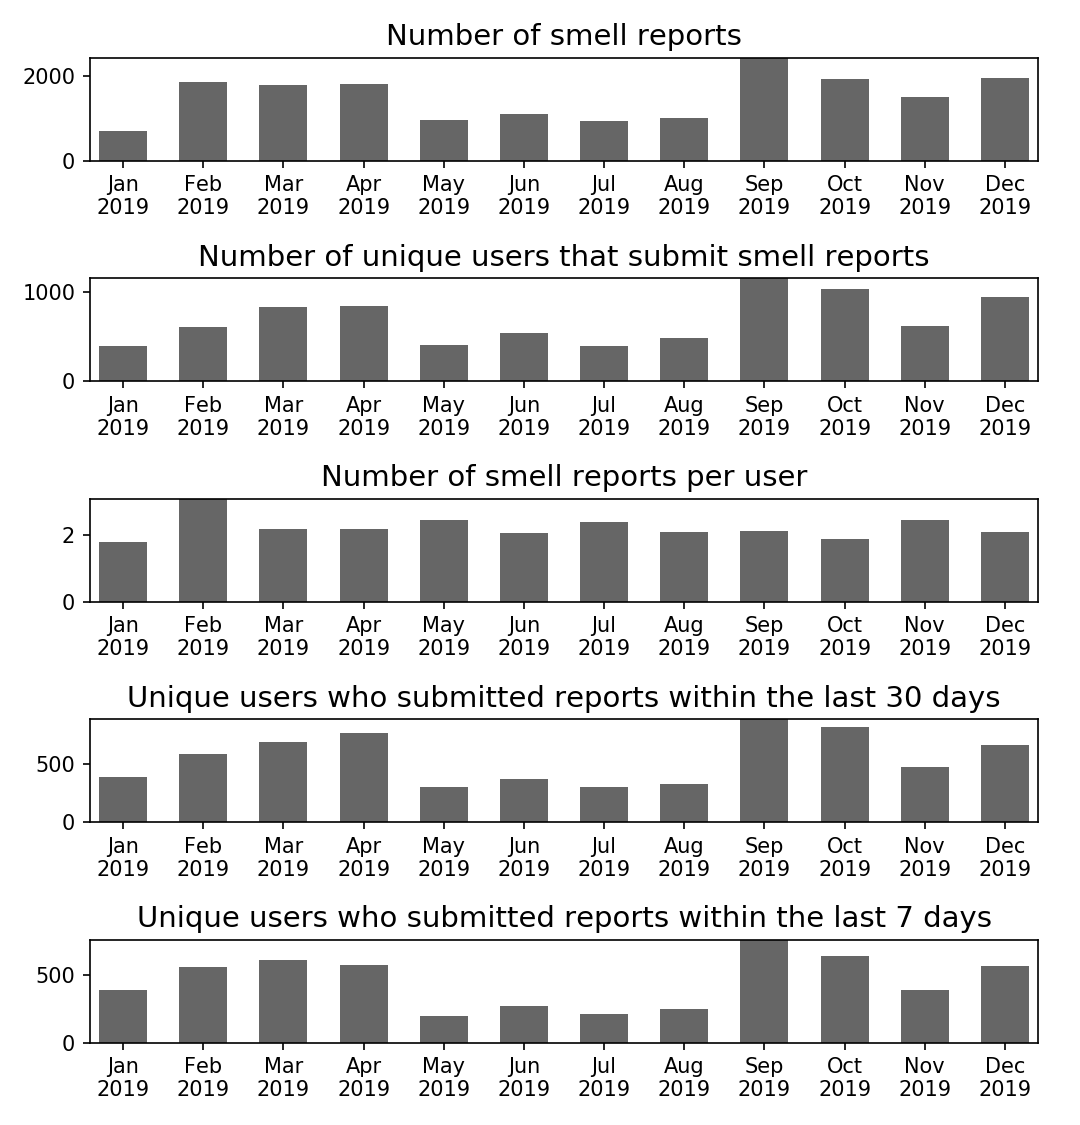 Number of smell reports
2000
0
Jan Feb Mar Apr May Jun Jul Aug Sep Oct Nov Dec
2019 2019 2019 2019 2019 2019 2019 2019 2019 2019 2019 2019
Number of unique users that submit smell reports
1000
0
Jan Feb Mar Apr May Jun Jul Aug Sep Oct Nov Dec
2019 2019 2019 2019 2019 2019 2019 2019 2019 2019 2019 2019
Number of smell reports per user
2
0
Jan Feb Mar Apr May Jun Jul Aug Sep Oct Nov Dec
2019 2019 2019 2019 2019 2019 2019 2019 2019 2019 2019 2019
Unique users who submitted reports within the last 30 days
500
0
Jan Feb Mar Apr May Jun Jul Aug Sep Oct Nov Dec
2019 2019 2019 2019 2019 2019 2019 2019 2019 2019 2019 2019
Unique users who submitted reports within the last 7 days
500
0
Jan Feb Mar Apr May Jun Jul Aug Sep Oct Nov Dec
2019 2019 2019 2019 2019 2019 2019 2019 2019 2019 2019 2019